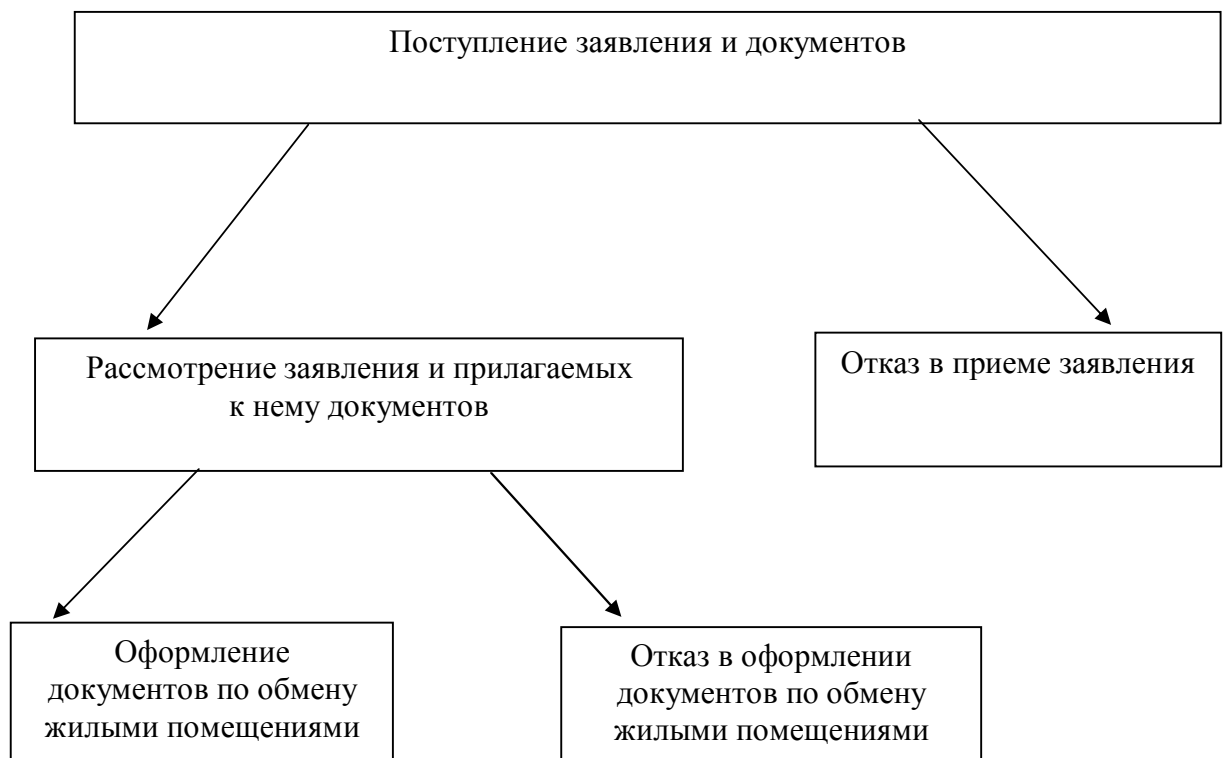 Поступление заявления и документов
Рассмотрение заявления и прилагаемых
к нему документов
Отказ в приеме заявления
Оформление
документов по обмену
жилыми помещениями
Отказ в оформлении
документов по обмену
жилыми помещениями